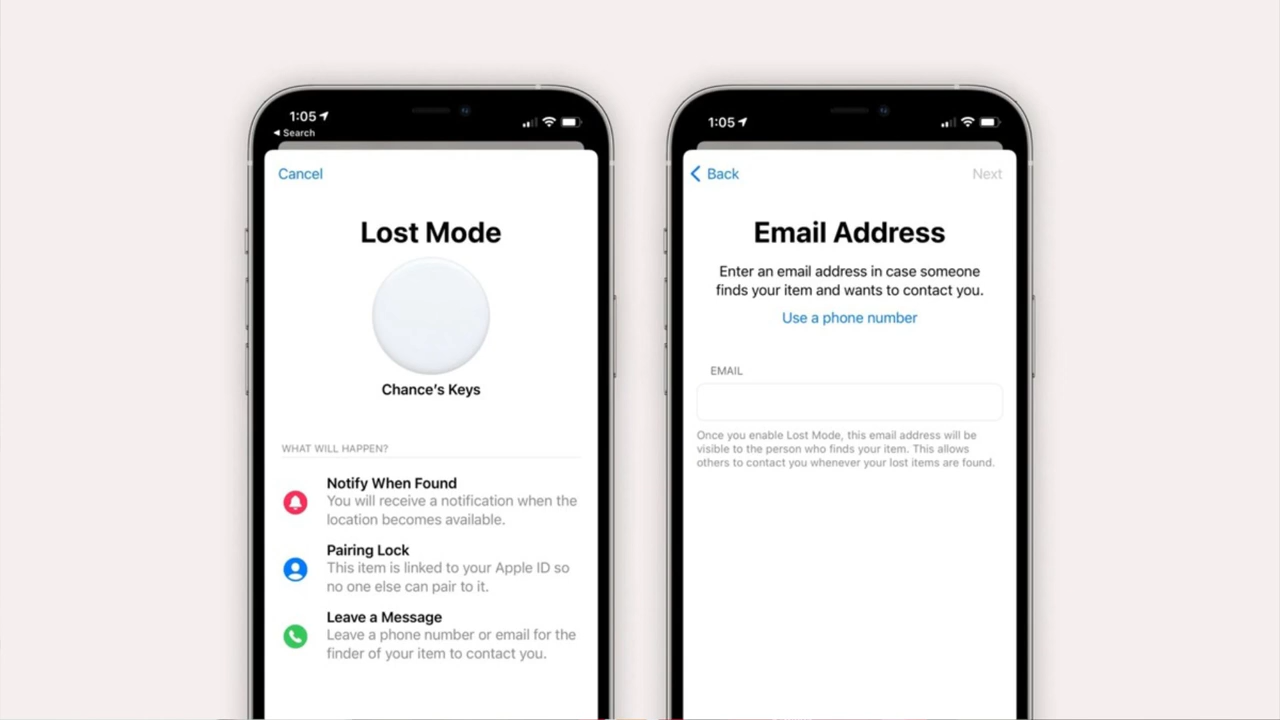 1:05
◀ Search
Cancel
Lost Mode
Chance's Keys
WHAT WILL HAPPEN?
Notify When Found
You will receive a notification when the
location becomes available.
Pairing Lock
This item is linked to your Apple ID so
no one else can pair to it.
Leave a Message
Leave a phone number or email for the
finder of your item to contact you.
1:05
Back
Next
Email Address
Enter an email address in case someone
finds your item and wants to contact you.
Use a phone number
EMAIL
Once you enable Lost Mode, this email address will be
visible to the person who finds your item. This allows
others to contact you whenever your lost items are found.